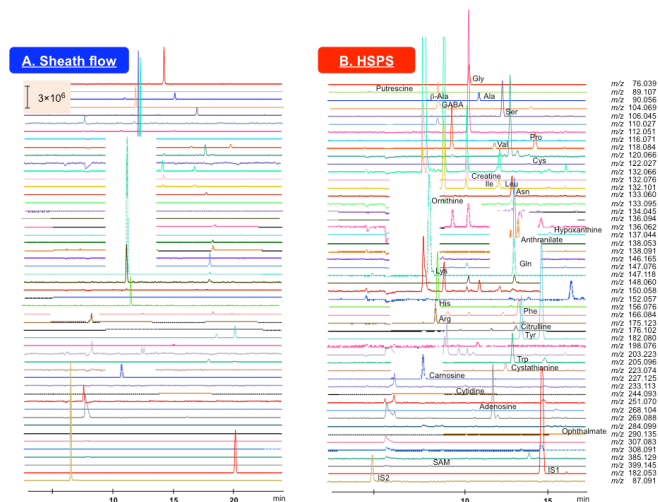 A. Sheath flow
B. HSPS
3×10⁶
Gly
Putrescine
β-Ala
Ala
GABA
Ser
Pro
Val
Cys
Creatine
Ile
Leu
Asn
Ornithine
Hypoxanthine
Anthranilate
Gln
Lys
His
Phe
Arg
Citrulline
Tyr
Trp
Cystathionine
Carnosine
Cytidine
Adenosine
Ophthalmate
SAM
IS1
IS2
m/z 76.039
m/z 89.107
m/z 90.056
m/z 104.069
m/z 106.045
m/z 110.027
m/z 112.051
m/z 116.071
m/z 118.084
m/z 120.066
m/z 122.027
m/z 132.066
m/z 132.076
m/z 132.101
m/z 133.060
m/z 133.095
m/z 134.045
m/z 136.094
m/z 136.062
m/z 137.044
m/z 138.053
m/z 138.091
m/z 146.165
m/z 147.076
m/z 147.118
m/z 148.060
m/z 150.058
m/z 152.057
m/z 156.076
m/z 166.084
m/z 175.123
m/z 176.102
m/z 182.080
m/z 198.076
m/z 203.223
m/z 205.096
m/z 223.074
m/z 227.125
m/z 233.113
m/z 244.093
m/z 251.070
m/z 268.104
m/z 269.088
m/z 284.099
m/z 290.135
m/z 307.083
m/z 308.091
m/z 385.129
m/z 399.145
m/z 182.053
m/z 87.091
10
15
20
min
10
15
min